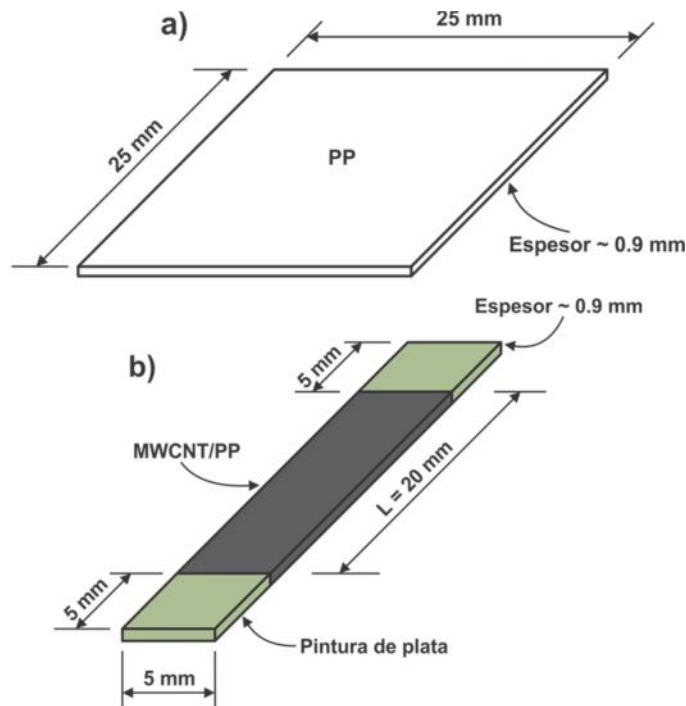 a)
25 mm
25 mm
PP
Espesor ~ 0.9 mm
Espesor ~ 0.9 mm
b)
5 mm
MWCNT/PP
L = 20 mm
5 mm
Pintura de plata
5 mm